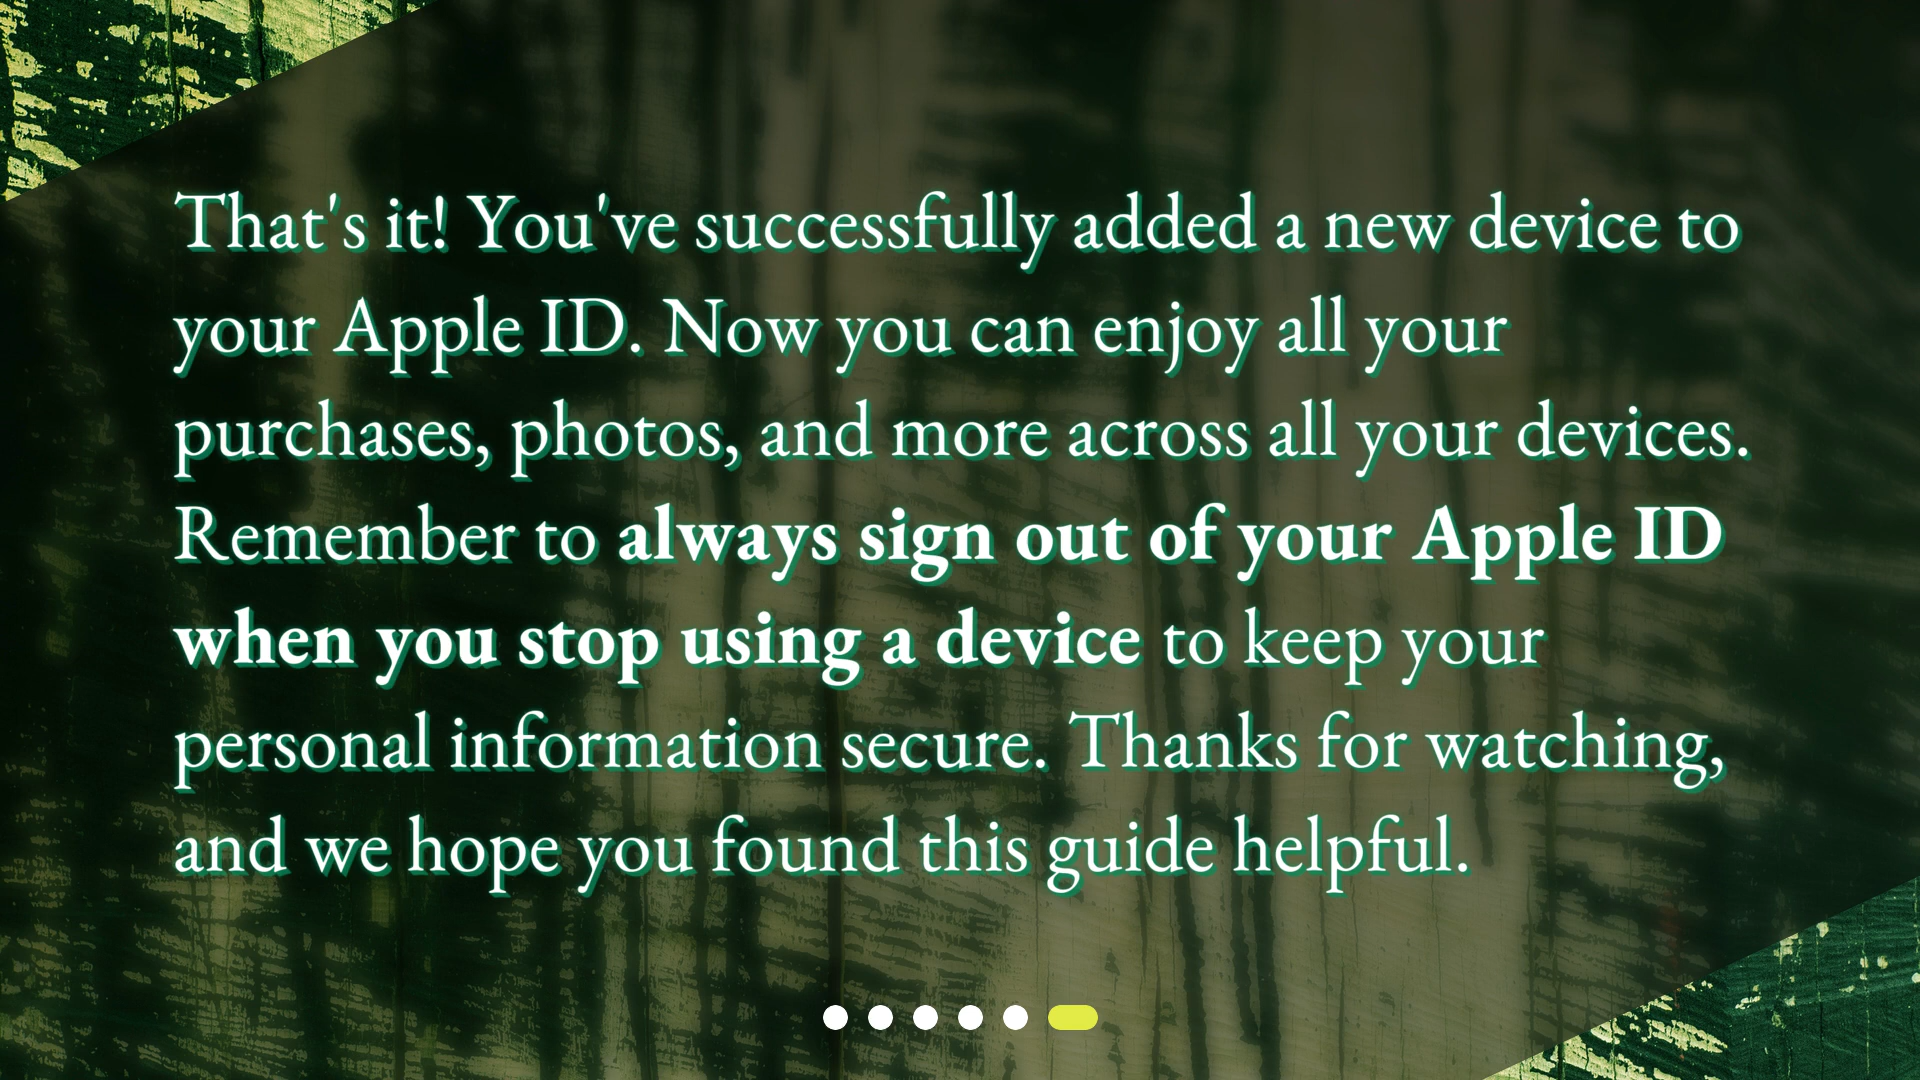 That's it! You've successfully added a new device to
your Apple ID. Now you can enjoy all your
purchases, photos, and more across all your devices.
Remember to always sign out of your Apple ID
when you stop using a device to keep your
personal information secure. Thanks for watching,
and we hope you found this guide helpful.